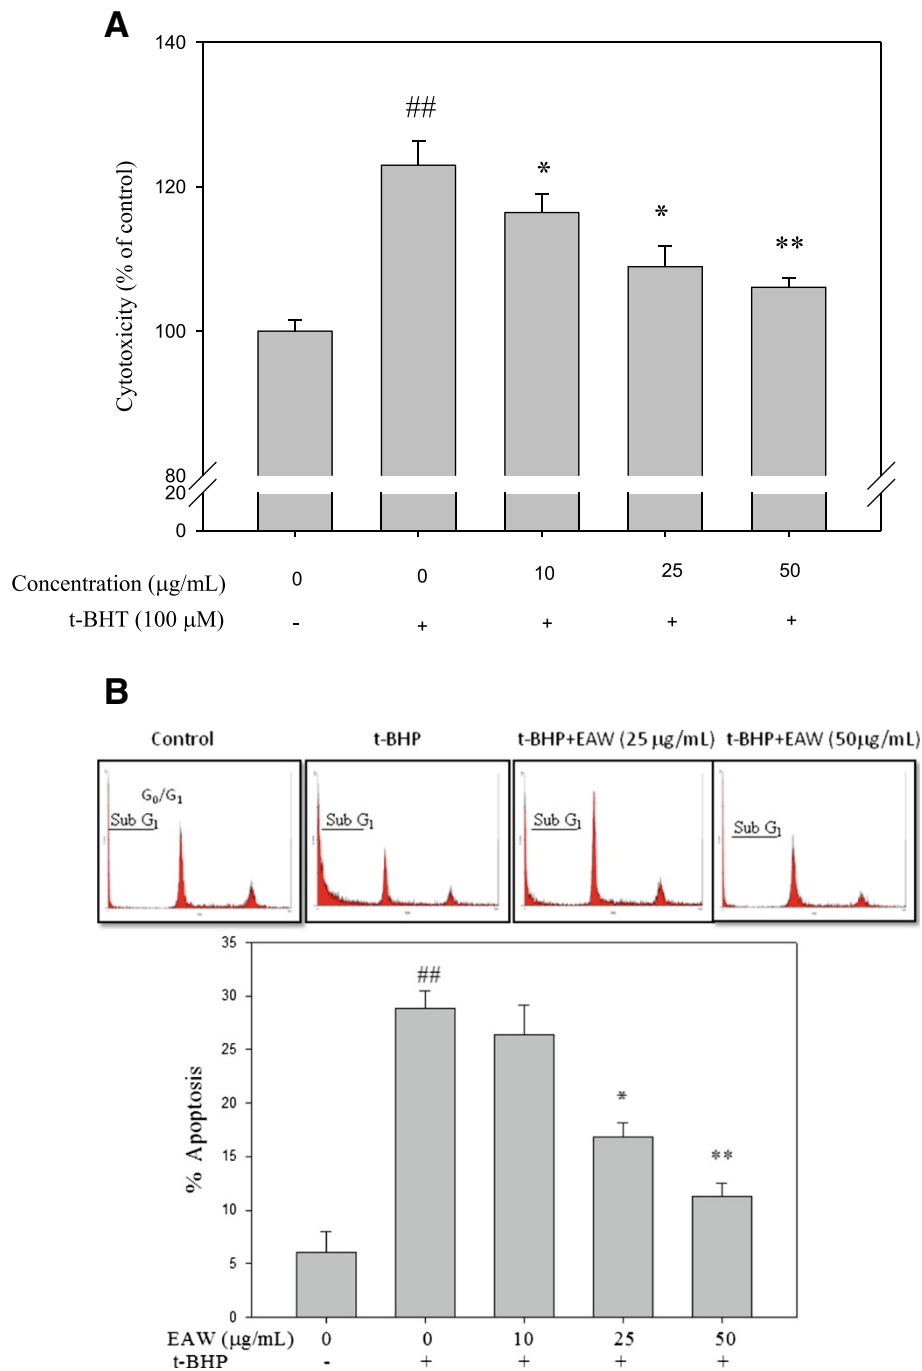 A
140
##
*
120
*
**
100
80
20
0
Cytotoxicity (% of control)
Concentration (μg/mL) 0 0 10 25 50
t-BHT (100 μM) - + + + +
B
Control t-BHP t-BHP+EAW (25 μg/mL) t-BHP+EAW (50μg/mL)
G0/G1
Sub G1 Sub G1 Sub G1 Sub G1
35
##
30
25
20
*
15
**
10
5
0
% Apoptosis
EAW (μg/mL) 0 0 10 25 50
t-BHP - + + + +